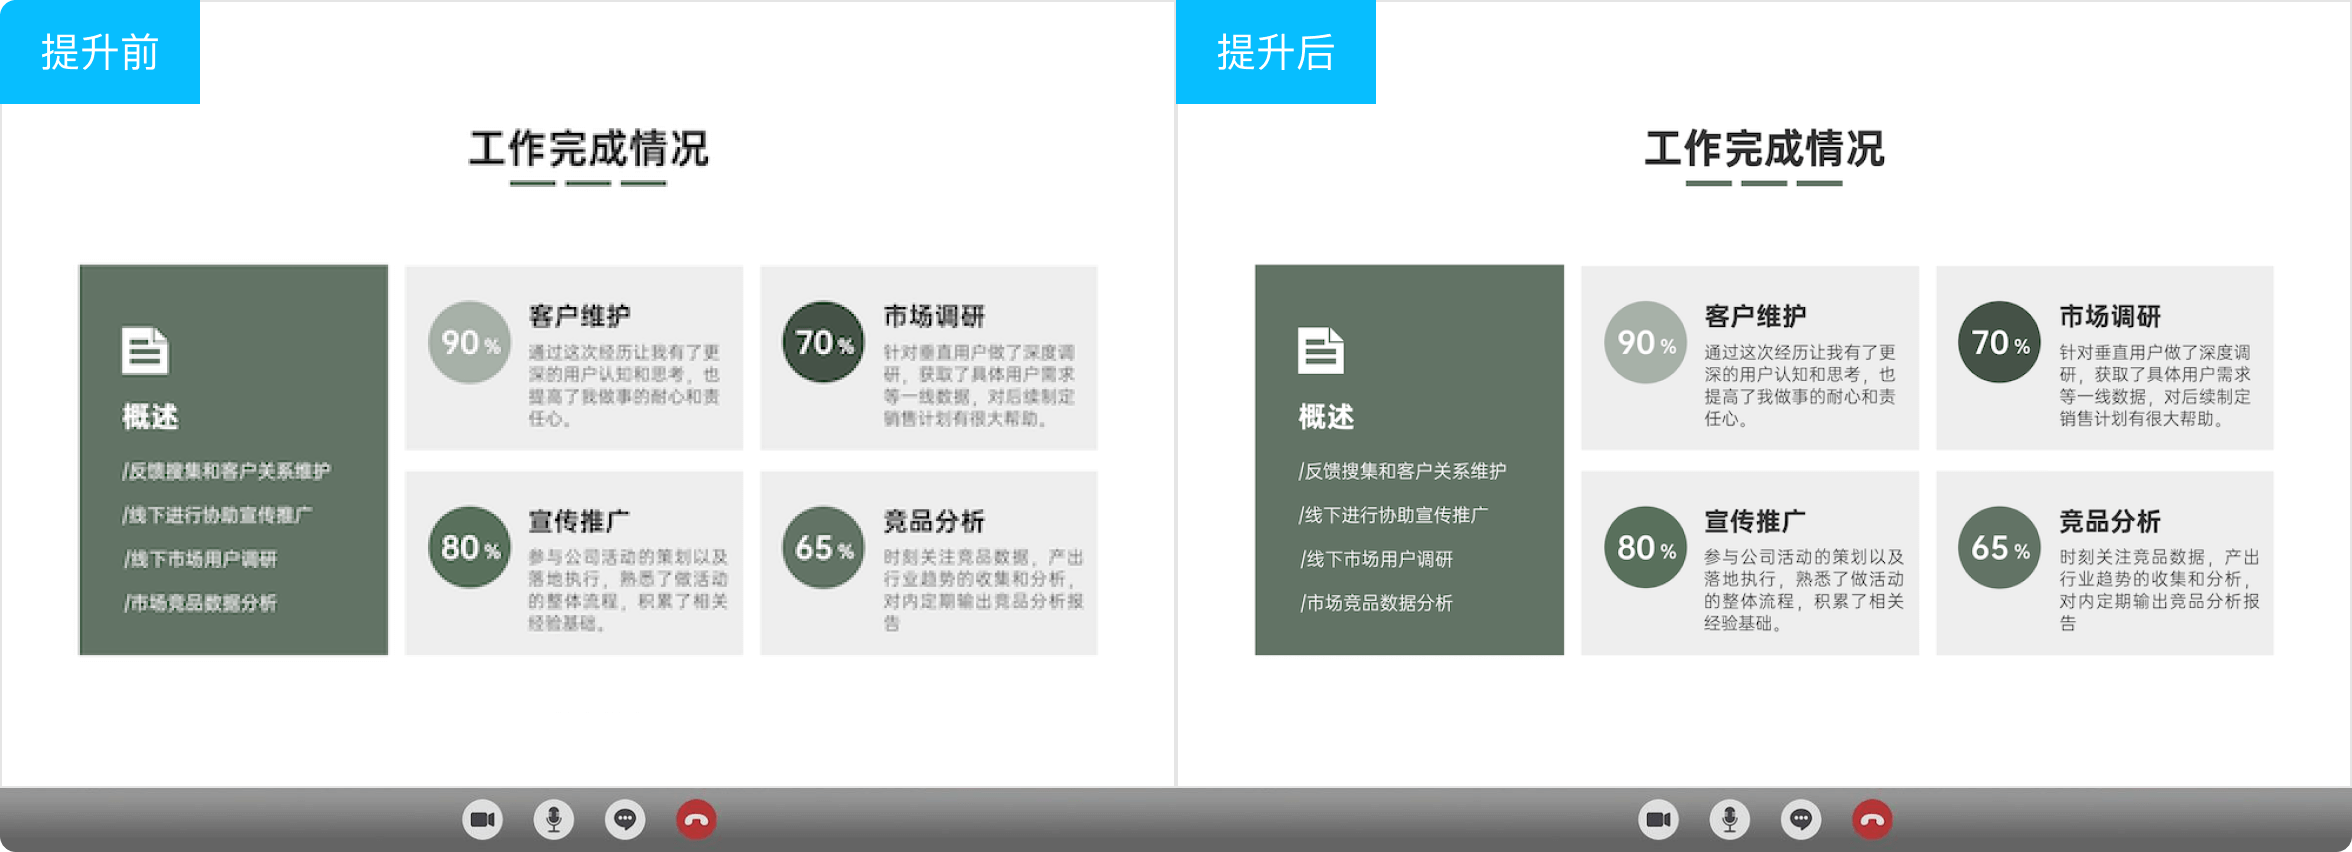 提升前
工作完成情况
概述
/反馈搜集和客户关系维护
/线下进行协助宣传推广
/线下市场用户调研
/市场竞品数据分析
90%
客户维护
通过这次经历让我有了更
深的用户认知和思考，也
提高了我做事的耐心和责
任心。
70%
市场调研
针对垂直用户做了深度调
研，获取了具体用户需求
等一线数据，对后续制定
销售计划有很大帮助。
80%
宣传推广
参与公司活动的策划以及
落地执行，熟悉了做活动
的整体流程，积累了相关
经验基础。
65%
竞品分析
时刻关注竞品数据，产出
行业趋势的收集和分析，
对内定期输出竞品分析报
告
提升后
工作完成情况
概述
/反馈搜集和客户关系维护
/线下进行协助宣传推广
/线下市场用户调研
/市场竞品数据分析
90%
客户维护
通过这次经历让我有了更
深的用户认知和思考，也
提高了我做事的耐心和责
任心。
70%
市场调研
针对垂直用户做了深度调
研，获取了具体用户需求
等一线数据，对后续制定
销售计划有很大帮助。
80%
宣传推广
参与公司活动的策划以及
落地执行，熟悉了做活动
的整体流程，积累了相关
经验基础。
65%
竞品分析
时刻关注竞品数据，产出
行业趋势的收集和分析，
对内定期输出竞品分析报
告